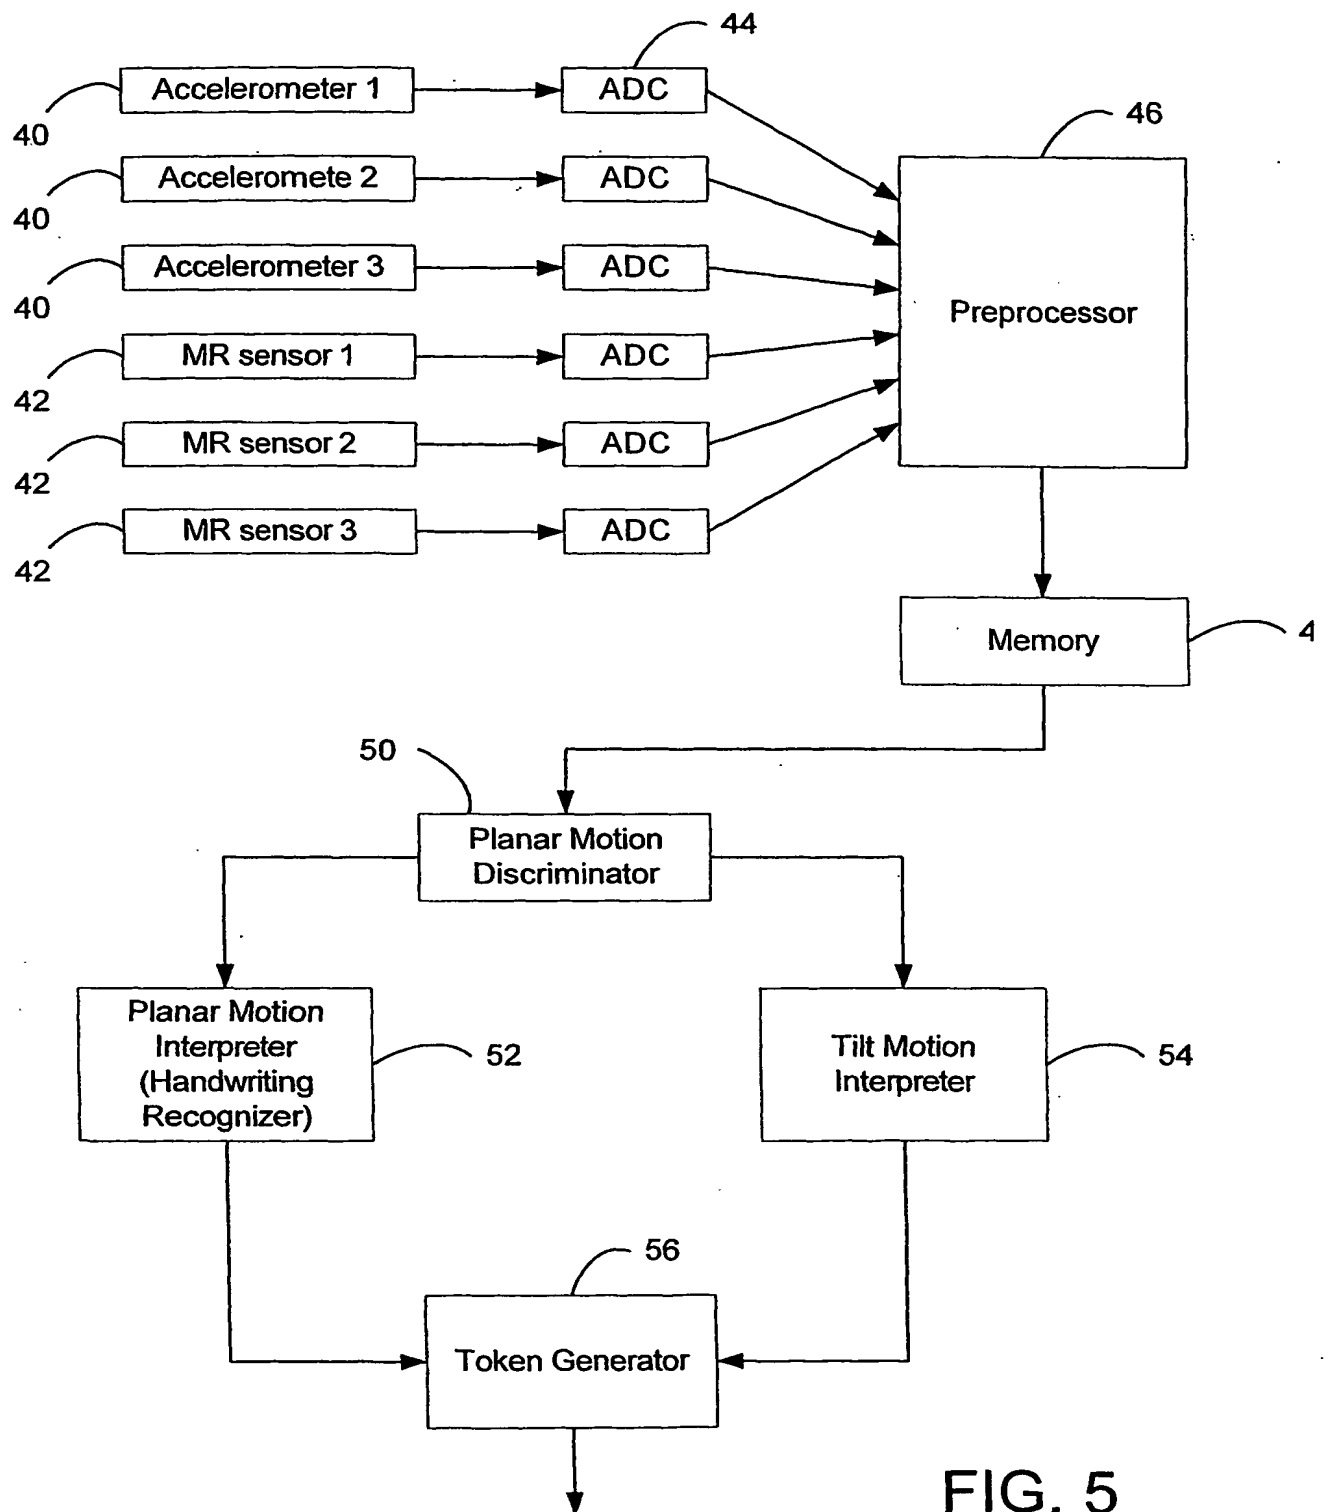 44
Accelerometer 1
ADC
40
46
Acceleromete 2
ADC
40
Accelerometer 3
ADC
40
Preprocessor
MR sensor 1
ADC
42
MR sensor 2
ADC
42
MR sensor 3
ADC
42
Memory
4
50
Planar Motion
Discriminator
Planar Motion
Interpreter
(Handwriting
Recognizer)
52
Tilt Motion
Interpreter
54
56
Token Generator
FIG. 5